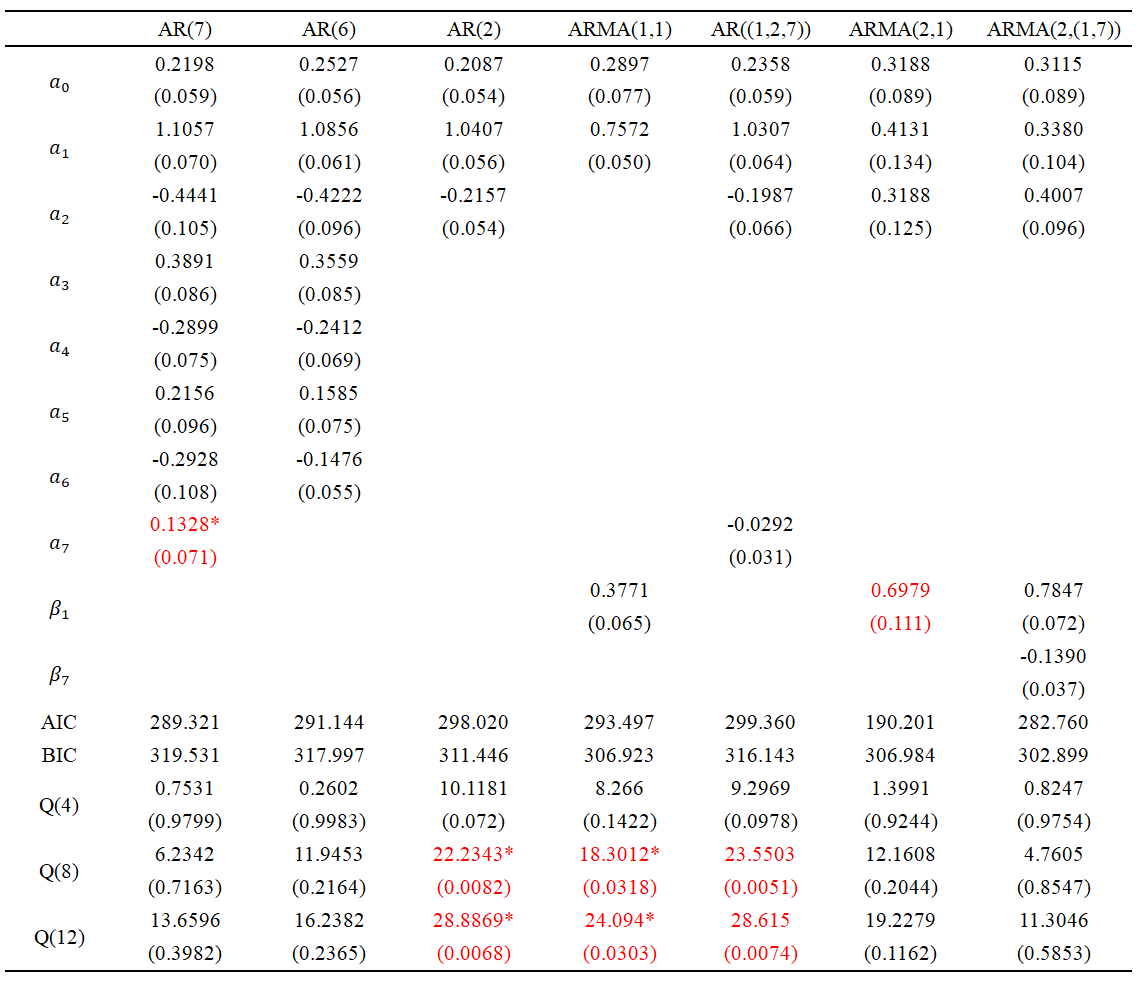 AR(7) AR(6) AR(2) ARMA(1,1) AR((1,2,7)) ARMA(2,1) ARMA(2,(1,7))
a₀ 0.2198 0.2527 0.2087 0.2897 0.2358 0.3188 0.3115
(0.059) (0.056) (0.054) (0.077) (0.059) (0.089) (0.089)
a₁ 1.1057 1.0856 1.0407 0.7572 1.0307 0.4131 0.3380
(0.070) (0.061) (0.056) (0.050) (0.064) (0.134) (0.104)
a₂ -0.4441 -0.4222 -0.2157 -0.1987 0.3188 0.4007
(0.105) (0.096) (0.054) (0.066) (0.125) (0.096)
a₃ 0.3891 0.3559
(0.086) (0.085)
a₄ -0.2899 -0.2412
(0.075) (0.069)
a₅ 0.2156 0.1585
(0.096) (0.075)
a₆ -0.2928 -0.1476
(0.108) (0.055)
a₇ 0.1328* -0.0292
(0.071) (0.031)
β₁ 0.3771 0.6979 0.7847
(0.065) (0.111) (0.072)
β₇ -0.1390
(0.037)
AIC 289.321 291.144 298.020 293.497 299.360 190.201 282.760
BIC 319.531 317.997 311.446 306.923 316.143 306.984 302.899
Q(4) 0.7531 0.2602 10.1181 8.266 9.2969 1.3991 0.8247
(0.9799) (0.9983) (0.072) (0.1422) (0.0978) (0.9244) (0.9754)
Q(8) 6.2342 11.9453 22.2343* 18.3012* 23.5503 12.1608 4.7605
(0.7163) (0.2164) (0.0082) (0.0318) (0.0051) (0.2044) (0.8547)
Q(12) 13.6596 16.2382 28.8869* 24.094* 28.615 19.2279 11.3046
(0.3982) (0.2365) (0.0068) (0.0303) (0.0074) (0.1162) (0.5853)